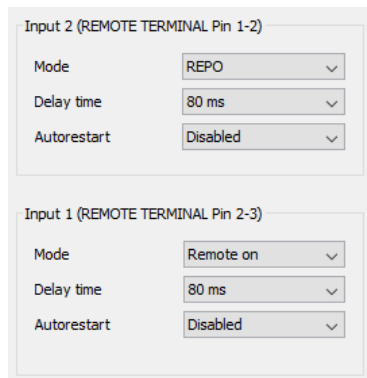 Input 2 (REMOTE TERMINAL Pin 1-2)
Mode REPO
Delay time 80 ms
Autorestart Disabled
Input 1 (REMOTE TERMINAL Pin 2-3)
Mode Remote on
Delay time 80 ms
Autorestart Disabled